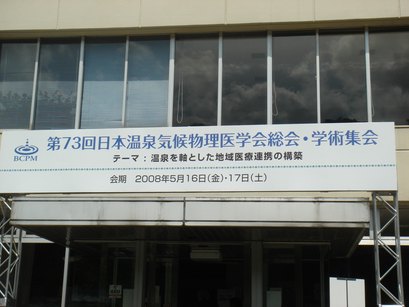 第73回日本温泉気候物理医学会総会・学術集会
BCPM
テーマ：温泉を軸とした地域医療連携の構築
会期 2008年5月16日(金)・17日(土)